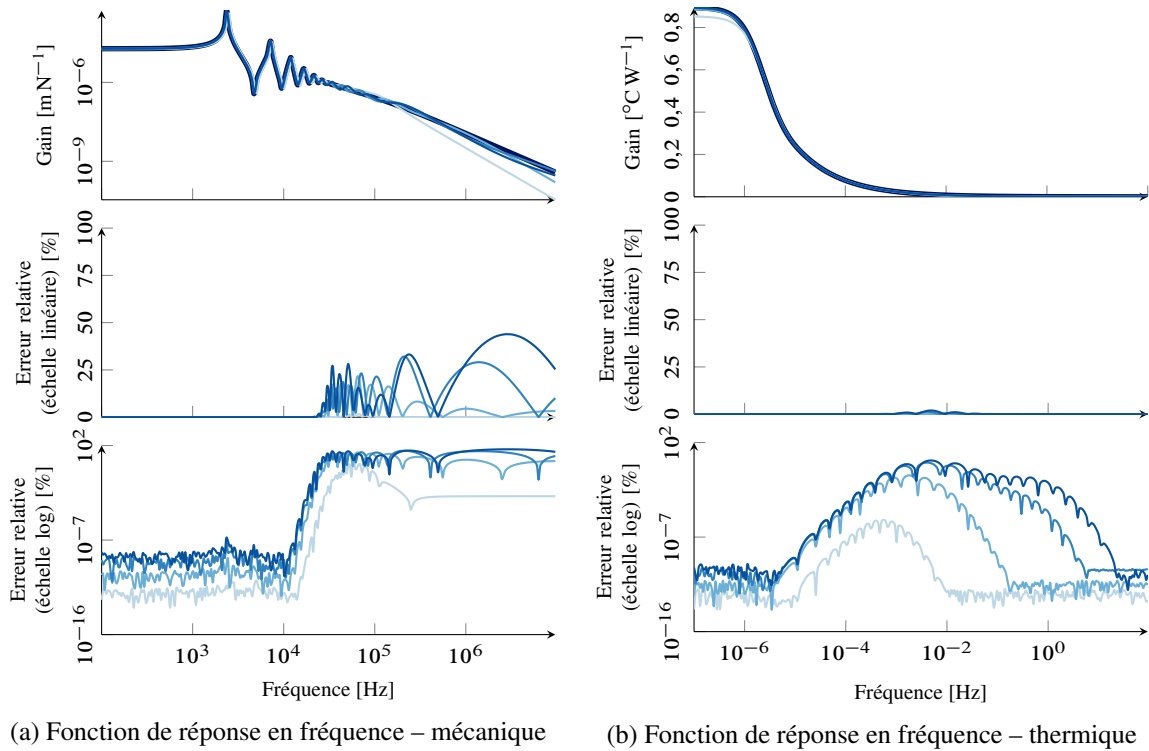 Gain [m N⁻¹]
10⁻⁶
10⁻⁹
Erreur relative
(échelle linéaire) [%]
100
75
50
25
0
Erreur relative
(échelle log) [%]
10²
10⁻⁷
10⁻¹⁶
10³ 10⁴ 10⁵ 10⁶
Fréquence [Hz]
(a) Fonction de réponse en fréquence – mécanique
Gain [°C W⁻¹]
0,8
0,6
0,4
0,2
0
Erreur relative
(échelle linéaire) [%]
100
75
50
25
0
Erreur relative
(échelle log) [%]
10²
10⁻⁷
10⁻¹⁶
10⁻⁶ 10⁻⁴ 10⁻² 10⁰
Fréquence [Hz]
(b) Fonction de réponse en fréquence – thermique